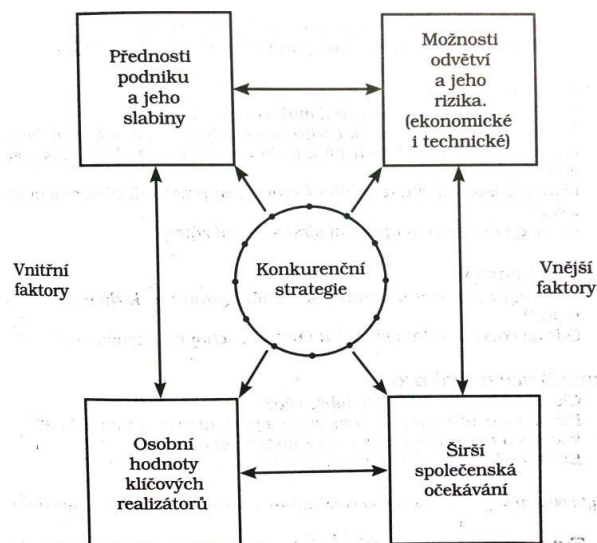 Přednosti
podniku
a jeho
slabiny
Možnosti
odvětví
a jeho
rizika.
(ekonomické
i technické)
Vnitřní
faktory
Konkurenční
strategie
Vnější
faktory
Osobní
hodnoty
klíčových
realizátorů
Širší
společenská
očekávání